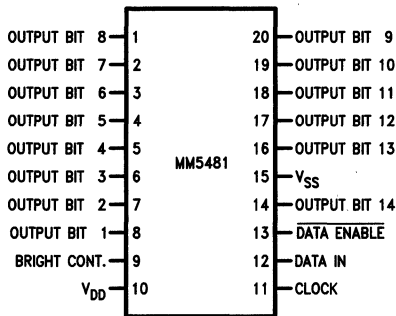 OUTPUT BIT 8 1 20 OUTPUT BIT 9
OUTPUT BIT 7 2 19 OUTPUT BIT 10
OUTPUT BIT 6 3 18 OUTPUT BIT 11
OUTPUT BIT 5 4 17 OUTPUT BIT 12
OUTPUT BIT 4 5 16 OUTPUT BIT 13
MM5481
OUTPUT BIT 3 6 15 VSS
OUTPUT BIT 2 7 14 OUTPUT BIT 14
OUTPUT BIT 1 8 13 DATA ENABLE
BRIGHT CONT. 9 12 DATA IN
VDD 10 11 CLOCK